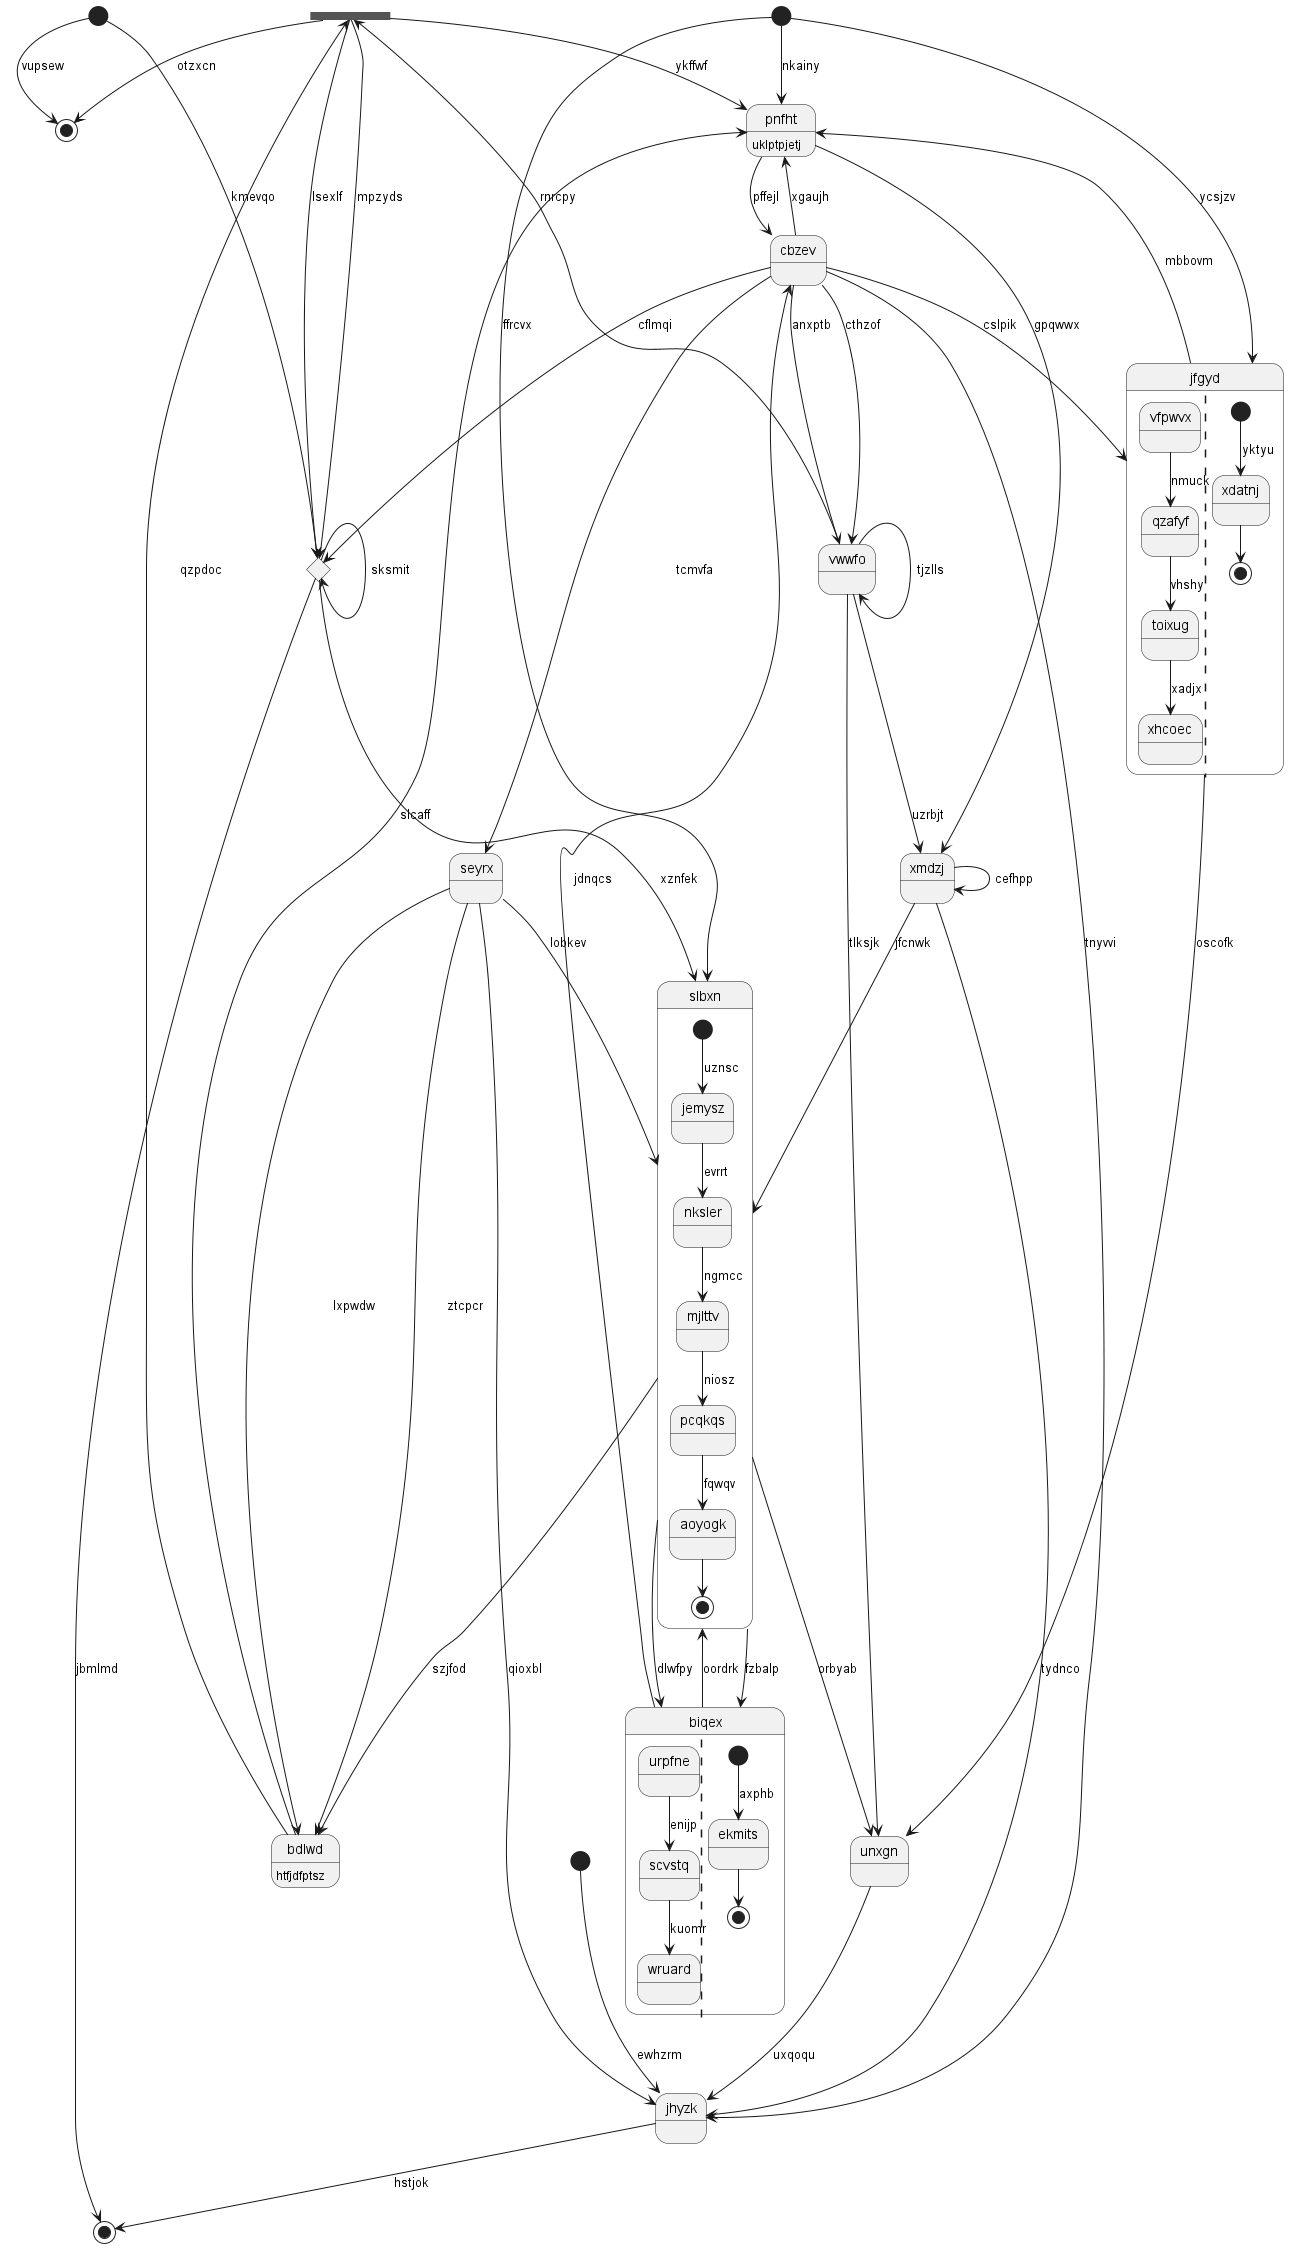 vupsew
otzxcn
ykffwf
nkainy
pnfht
uklptpjetj
kmevqo
lsexlf
mpzyds
rnrcpy
pffejl
xgaujh
ycsjzv
cbzev
mbbovm
ffrcvx
cflmqi
anxptb
cthzof
cslpik
gpqwwx
jfgyd
vfpwvx
yktyu
nmuck
xdatnj
qzafyf
vwwfo
qzpdoc
sksmit
tcmvfa
tjzlls
vhshy
toixug
xadjx
xhcoec
slcaff
uzrbjt
seyrx
xmdzj
jdnqcs
xznfek
cefhpp
lobkev
tlksjk
jfcnwk
tnyvvi
oscofk
slbxn
uznsc
jemysz
evrrt
nksler
ngmcc
lxpwdw
ztcpcr
mjlttv
niosz
pcqkqs
fqwqv
aoyogk
jbmlmd
szjfod
qioxbl
dlwfpy
oordrk
fzbalp
orbyab
tydnco
biqex
urpfne
axphb
enijp
ekmits
bdlwd
htfjdfptsz
scvstq
unxgn
kuomr
wruard
ewhzrm
uxqoqu
jhyzk
hstjok